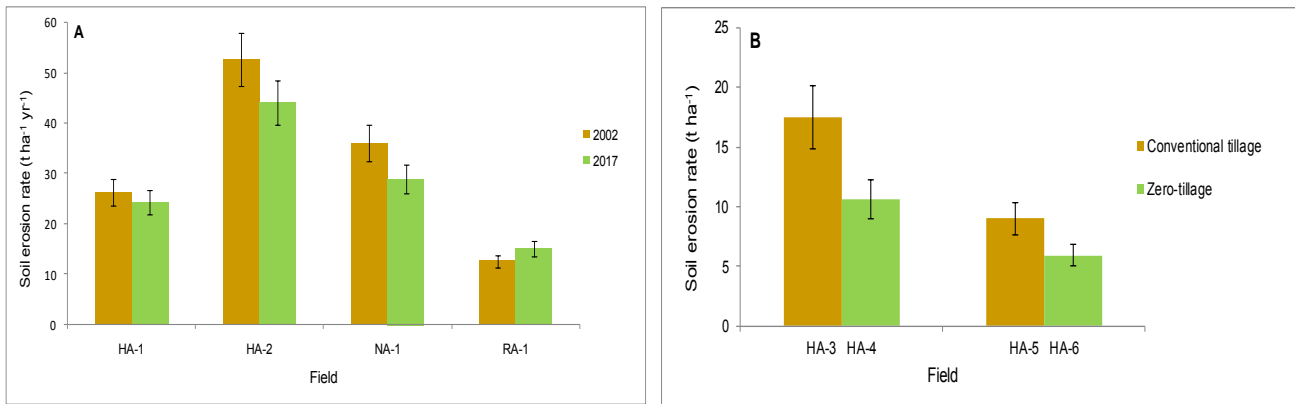 A
Soil erosion rate (t ha⁻¹ yr⁻¹)
60
50
40
30
20
10
0
HA-1 HA-2 NA-1 RA-1
Field
2002
2017
B
Soil erosion rate (t ha⁻¹)
25
20
15
10
5
0
HA-3 HA-4 HA-5 HA-6
Field
Conventional tillage
Zero-tillage